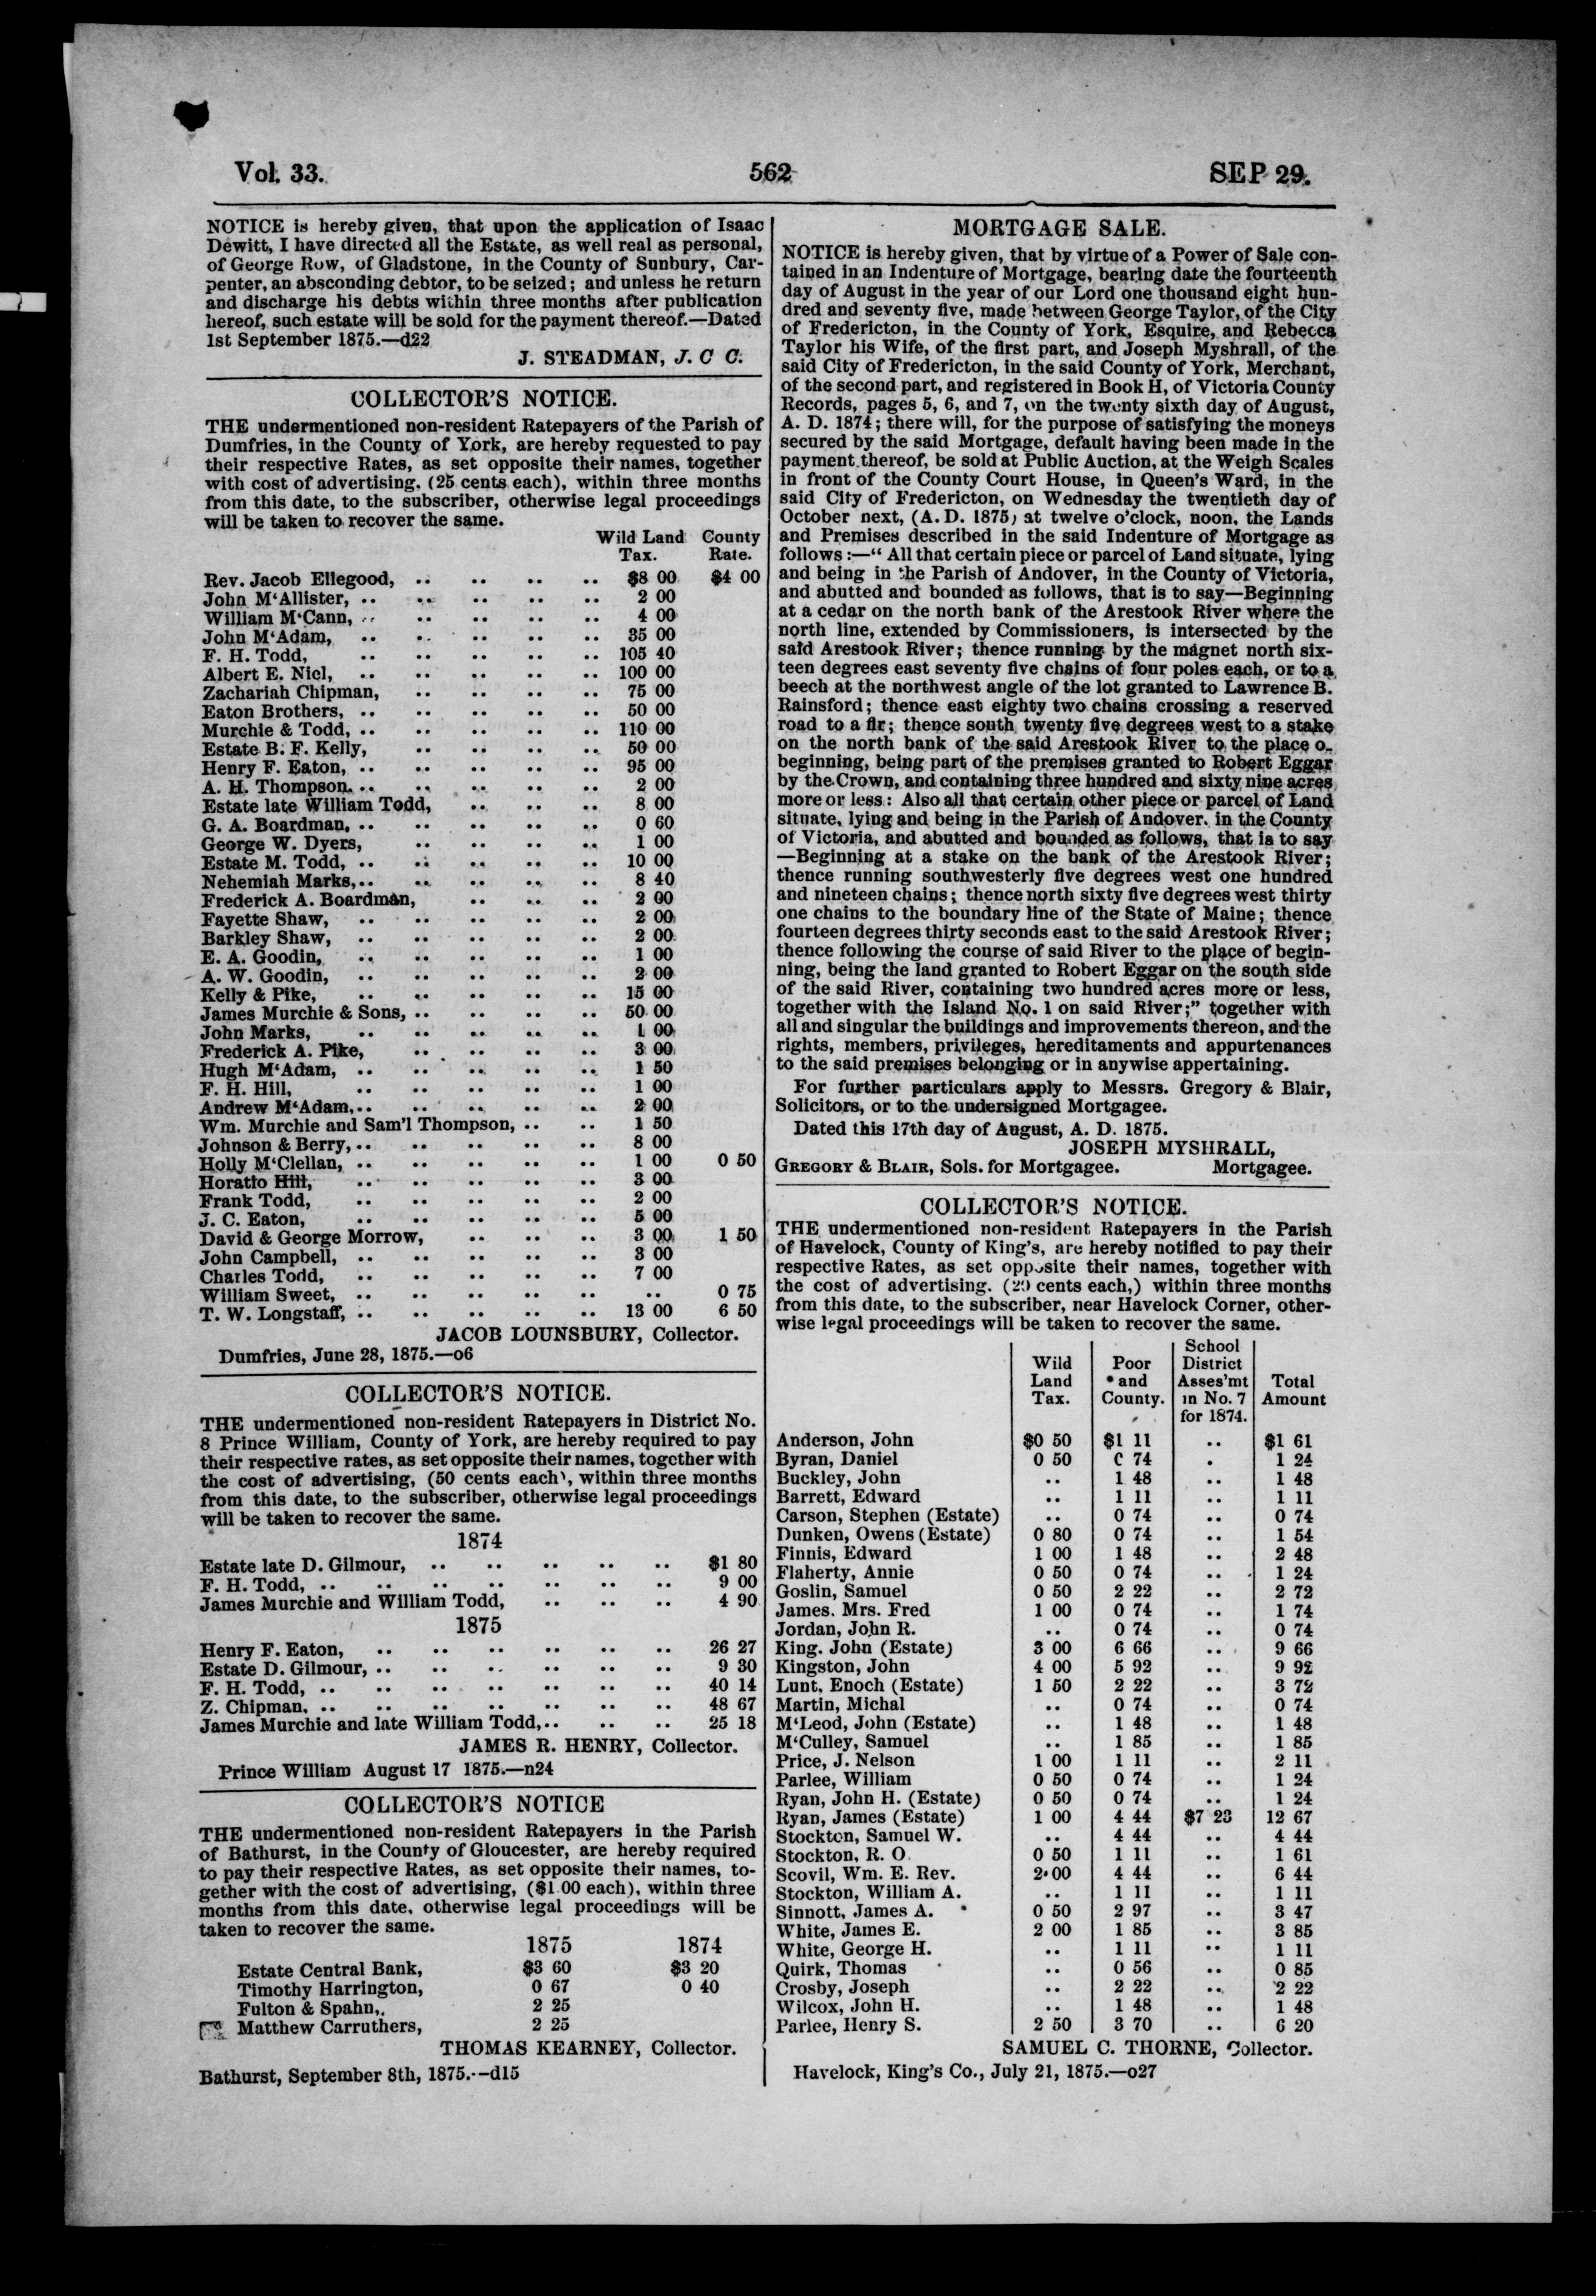 Vol. 33.
562
SEP 29.
NOTICE is hereby given, that upon the application of Isaac
Dewitt, I have directed all the Estate, as well real as personal,
of George Row, of Gladstone, in the County of Sunbury, Car-
penter, an absconding debtor, to be seized; and unless he return
and discharge his debts within three months after publication
hereof, such estate will be sold for the payment thereof.—Dated
1st September 1875.—d22
J. STEADMAN, J. C C.
COLLECTOR'S NOTICE.
THE undermentioned non-resident Ratepayers of the Parish of
Dumfries, in the County of York, are hereby requested to pay
their respective Rates, as set opposite their names, together
with cost of advertising. (25 cents each), within three months
from this date, to the subscriber, otherwise legal proceedings
will be taken to recover the same.
Wild Land County
Tax. Rate.
Rev. Jacob Ellegood, .. .. .. .. $8 00 $4 00
John M'Allister, .. .. .. .. .. 2 00
William M'Cann, .. .. .. .. .. 4 00
John M'Adam, .. .. .. .. .. 35 00
F. H. Todd, .. .. .. .. .. 105 40
Albert E. Nicl, .. .. .. .. .. 100 00
Zachariah Chipman, .. .. .. .. 75 00
Eaton Brothers, .. .. .. .. .. 50 00
Murchie & Todd, .. .. .. .. .. 110 00
Estate B. F. Kelly, .. .. .. .. 50 00
Henry F. Eaton, .. .. .. .. .. 95 00
A. H. Thompson, .. .. .. .. .. 2 00
Estate late William Todd, .. .. .. 8 00
G. A. Boardman, .. .. .. .. .. 0 60
George W. Dyers, .. .. .. .. 1 00
Estate M. Todd, .. .. .. .. .. 10 00
Nehemiah Marks, .. .. .. .. .. 8 40
Frederick A. Boardman, .. .. .. 2 00
Fayette Shaw, .. .. .. .. .. 2 00
Barkley Shaw, .. .. .. .. .. 2 00
E. A. Goodin, .. .. .. .. .. 1 00
A. W. Goodin, .. .. .. .. .. 2 00
Kelly & Pike, .. .. .. .. .. 15 00
James Murchie & Sons, .. .. .. .. 50 00
John Marks, .. .. .. .. .. 1 00
Frederick A. Pike, .. .. .. .. 3 00
Hugh M'Adam, .. .. .. .. .. 1 50
F. H. Hill, .. .. .. .. .. 1 00
Andrew M'Adam, .. .. .. .. .. 2 00
Wm. Murchie and Sam'l Thompson, .. .. 1 50
Johnson & Berry, .. .. .. .. .. 8 00
Holly M'Clellan, .. .. .. .. .. 1 00 0 50
Horatio Hill, .. .. .. .. .. 3 00
Frank Todd, .. .. .. .. .. 2 00
J. C. Eaton, .. .. .. .. .. 5 00
David & George Morrow, .. .. .. 3 00 1 50
John Campbell, .. .. .. .. .. 3 00
Charles Todd, .. .. .. .. .. 7 00
William Sweet, .. .. .. .. .. .. 0 75
T. W. Longstaff, .. .. .. .. .. 13 00 6 50
JACOB LOUNSBURY, Collector.
Dumfries, June 28, 1875.—o6
COLLECTOR'S NOTICE.
THE undermentioned non-resident Ratepayers in District No.
8 Prince William, County of York, are hereby required to pay
their respective rates, as set opposite their names, together with
the cost of advertising, (50 cents each), within three months
from this date, to the subscriber, otherwise legal proceedings
will be taken to recover the same.
1874
Estate late D. Gilmour, .. .. .. .. .. $1 80
F. H. Todd, .. .. .. .. .. .. .. 9 00
James Murchie and William Todd, .. .. .. 4 90
1875
Henry F. Eaton, .. .. .. .. .. .. 26 27
Estate D. Gilmour, .. .. .. .. .. .. 9 30
F. H. Todd, .. .. .. .. .. .. .. 40 14
Z. Chipman, .. .. .. .. .. .. .. 48 67
James Murchie and late William Todd, .. .. .. 25 18
JAMES R. HENRY, Collector.
Prince William August 17 1875.—n24
COLLECTOR'S NOTICE
THE undermentioned non-resident Ratepayers in the Parish
of Bathurst, in the County of Gloucester, are hereby required
to pay their respective Rates, as set opposite their names, to-
gether with the cost of advertising, ($1.00 each), within three
months from this date, otherwise legal proceedings will be
taken to recover the same.
1875 1874
Estate Central Bank, $3 60 $3 20
Timothy Harrington, 0 67 0 40
Fulton & Spahn, 2 25
Matthew Carruthers, 2 25
THOMAS KEARNEY, Collector.
Bathurst, September 8th, 1875.--d15
MORTGAGE SALE.
NOTICE is hereby given, that by virtue of a Power of Sale con-
tained in an Indenture of Mortgage, bearing date the fourteenth
day of August in the year of our Lord one thousand eight hun-
dred and seventy five, made between George Taylor, of the City
of Fredericton, in the County of York, Esquire, and Rebecca
Taylor his Wife, of the first part, and Joseph Myshrall, of the
said City of Fredericton, in the said County of York, Merchant,
of the second part, and registered in Book H, of Victoria County
Records, pages 5, 6, and 7, on the twenty sixth day of August,
A. D. 1874; there will, for the purpose of satisfying the moneys
secured by the said Mortgage, default having been made in the
payment thereof, be sold at Public Auction, at the Weigh Scales
in front of the County Court House, in Queen's Ward, in the
said City of Fredericton, on Wednesday the twentieth day of
October next, (A. D. 1875) at twelve o'clock, noon, the Lands
and Premises described in the said Indenture of Mortgage as
follows:—" All that certain piece or parcel of Land situate, lying
and being in the Parish of Andover, in the County of Victoria,
and abutted and bounded as follows, that is to say—Beginning
at a cedar on the north bank of the Arestook River where the
north line, extended by Commissioners, is intersected by the
said Arestook River; thence running by the magnet north six-
teen degrees east seventy five chains of four poles each, or to a
beech at the northwest angle of the lot granted to Lawrence B.
Rainsford; thence east eighty two chains crossing a reserved
road to a fir; thence south twenty five degrees west to a stake
on the north bank of the said Arestook River to the place o
beginning, being part of the premises granted to Robert Eggar
by the Crown, and containing three hundred and sixty nine acres
more or less: Also all that certain other piece or parcel of Land
situate, lying and being in the Parish of Andover, in the County
of Victoria, and abutted and bounded as follows, that is to say
—Beginning at a stake on the bank of the Arestook River;
thence running southwesterly five degrees west one hundred
and nineteen chains; thence north sixty five degrees west thirty
one chains to the boundary line of the State of Maine; thence
fourteen degrees thirty seconds east to the said Arestook River;
thence following the course of said River to the place of begin-
ning, being the land granted to Robert Eggar on the south side
of the said River, containing two hundred acres more or less,
together with the Island No. 1 on said River;" together with
all and singular the buildings and improvements thereon, and the
rights, members, privileges, hereditaments and appurtenances
to the said premises belonging or in anywise appertaining.
For further particulars apply to Messrs. Gregory & Blair,
Solicitors, or to the undersigned Mortgagee.
Dated this 17th day of August, A. D. 1875.
JOSEPH MYSHRALL,
GREGORY & BLAIR, Sols. for Mortgagee. Mortgagee.
COLLECTOR'S NOTICE.
THE undermentioned non-resident Ratepayers in the Parish
of Havelock, County of King's, are hereby notified to pay their
respective Rates, as set opposite their names, together with
the cost of advertising. (29 cents each,) within three months
from this date, to the subscriber, near Havelock Corner, other-
wise legal proceedings will be taken to recover the same.
School
Wild Poor District
Land and Asses'mt Total
Tax. County. in No. 7 Amount
for 1874.
Anderson, John $0 50 $1 11 .. $1 61
Byran, Daniel 0 50 0 74 . 1 24
Buckley, John .. 1 48 .. 1 48
Barrett, Edward .. 1 11 .. 1 11
Carson, Stephen (Estate) .. 0 74 .. 0 74
Dunken, Owens (Estate) 0 80 0 74 .. 1 54
Finnis, Edward 1 00 1 48 .. 2 48
Flaherty, Annie 0 50 0 74 .. 1 24
Goslin, Samuel 0 50 2 22 .. 2 72
James. Mrs. Fred 1 00 0 74 .. 1 74
Jordan, John R. .. 0 74 .. 0 74
King. John (Estate) 3 00 6 66 .. 9 66
Kingston, John 4 00 5 92 .. 9 92
Lunt, Enoch (Estate) 1 50 2 22 .. 3 72
Martin, Michal .. 0 74 .. 0 74
M'Leod, John (Estate) .. 1 48 .. 1 48
M'Culley, Samuel .. 1 85 .. 1 85
Price, J. Nelson 1 00 1 11 .. 2 11
Parlee, William 0 50 0 74 .. 1 24
Ryan, John H. (Estate) 0 50 0 74 .. 1 24
Ryan, James (Estate) 1 00 4 44 $7 23 12 67
Stockton, Samuel W. .. 4 44 .. 4 44
Stockton, R. O. 0 50 1 11 .. 1 61
Scovil, Wm. E. Rev. 2 00 4 44 .. 6 44
Stockton, William A. .. 1 11 .. 1 11
Sinnott, James A. 0 50 2 97 .. 3 47
White, James E. 2 00 1 85 .. 3 85
White, George H. .. 1 11 .. 1 11
Quirk, Thomas .. 0 56 .. 0 85
Crosby, Joseph .. 2 22 .. 2 22
Wilcox, John H. .. 1 48 .. 1 48
Parlee, Henry S. 2 50 3 70 .. 6 20
SAMUEL C. THORNE, Collector.
Havelock, King's Co., July 21, 1875.—o27